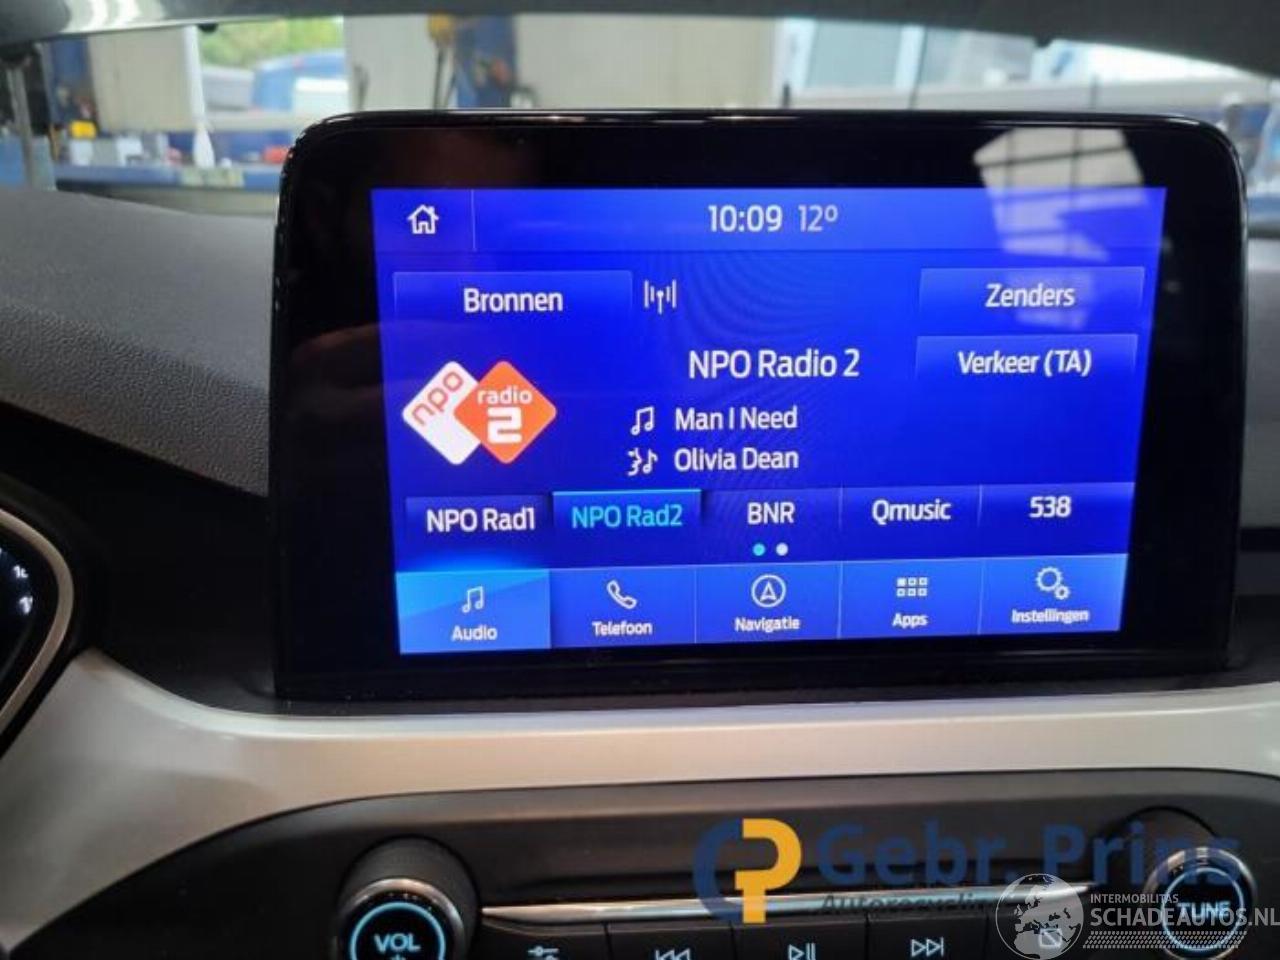 10:09 12°
Bronnen
Zenders
NPO Radio 2
Verkeer (TA)
npo radio 2
Man I Need
Olivia Dean
NPO Rad1 NPO Rad2 BNR Qmusic 538
Audio Telefoon Navigatie Apps Instellingen
Gebr. Prins
Autorecycling
VOL
TUNE
INTERMOBILITAS
SCHADEAUTOS.NL